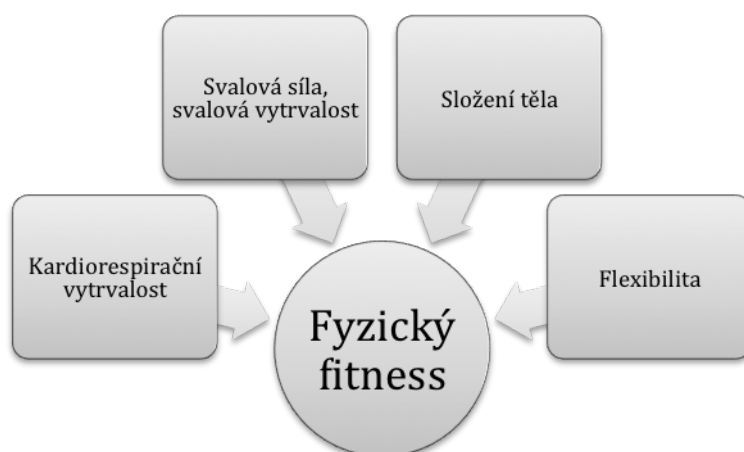 Svalová síla,
svalová vytrvalost
Složení těla
Kardiorespirační
vytrvalost
Flexibilita
Fyzický
fitness